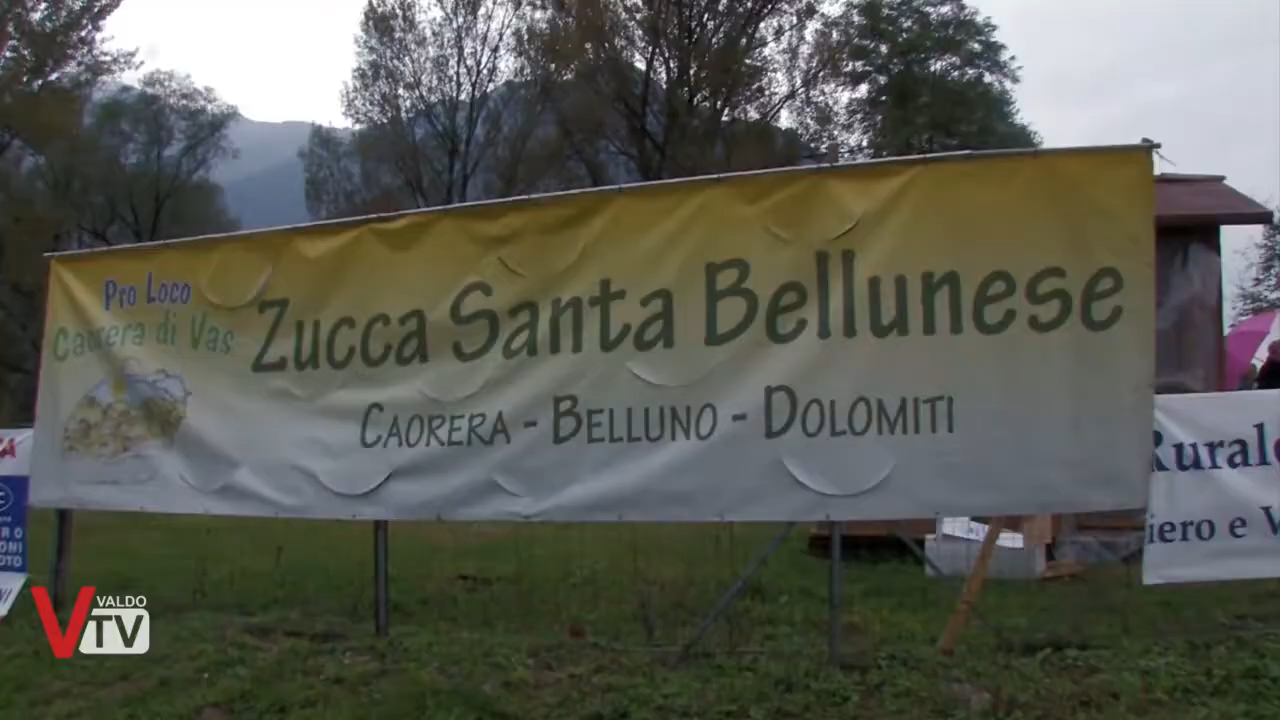 Pro Loco
Caorera di Vas
Zucca Santa Bellunese
CAORERA - BELLUNO - DOLOMITI
Rurale
iero e V
VALDO
TV